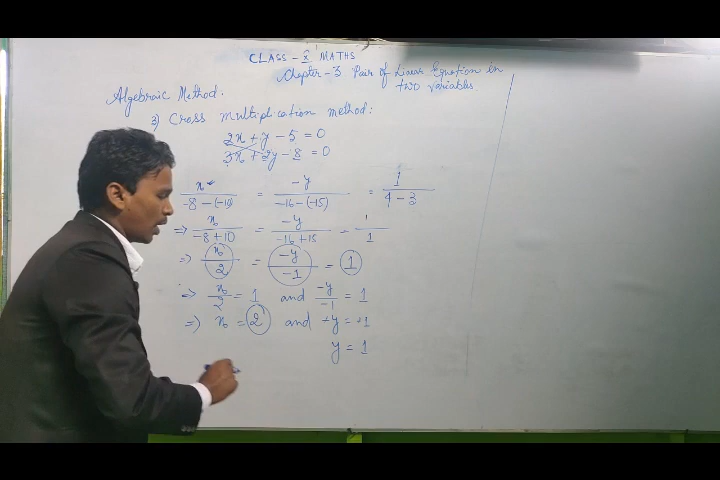 CLASS - X MATHS
Chapter - 3 Pair of Linear Equation in two variables.
Algebraic Method:
3) Cross multiplication method:
2x + y - 5 = 0
3x + 2y - 8 = 0
x / -8 - (-10) = -y / -16 - (-15) = 1 / 4 - 3
⇒ x / -8 + 10 = -y / -16 + 15 = 1 / 1
⇒ x / 2 = -y / -1 = 1
⇒ x / 2 = 1 and -y / -1 = 1
⇒ x = 2 and +y = +1
y = 1